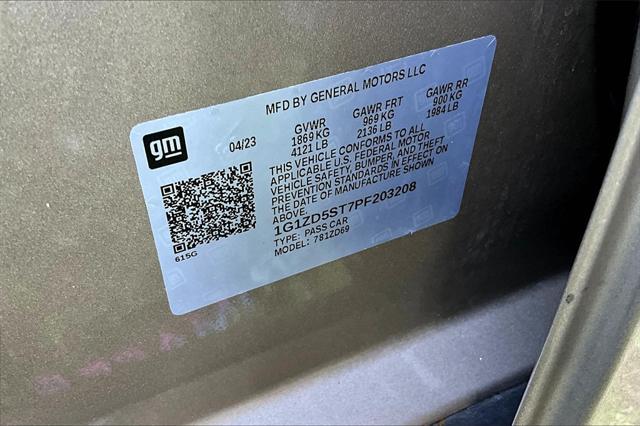 MFD BY GENERAL MOTORS LLC
gm
04/23
GVWR
1869 KG
4121 LB
GAWR FRT
969 KG
2136 LB
GAWR RR
900 KG
1984 LB
THIS VEHICLE CONFORMS TO ALL
APPLICABLE U.S. FEDERAL MOTOR
VEHICLE SAFETY, BUMPER, AND THEFT
PREVENTION STANDARDS IN EFFECT ON
THE DATE OF MANUFACTURE SHOWN
ABOVE.
1G1ZD5ST7PF203208
TYPE: PASS CAR
MODEL: 781ZD69
615G